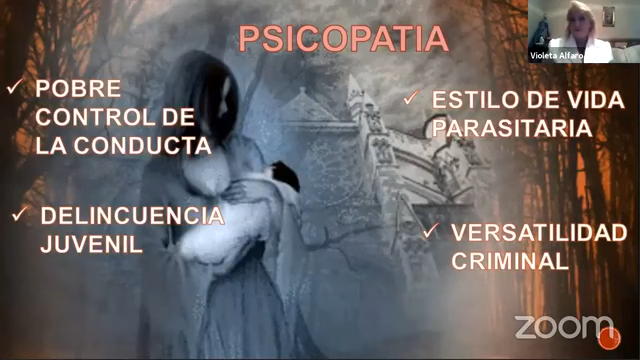 PSICOPATIA
Violeta Alfaro
✓ POBRE
CONTROL DE
LA CONDUCTA
✓ ESTILO DE VIDA
PARASITARIA
✓ DELINCUENCIA
JUVENIL
✓ VERSATILIDAD
CRIMINAL
zoom